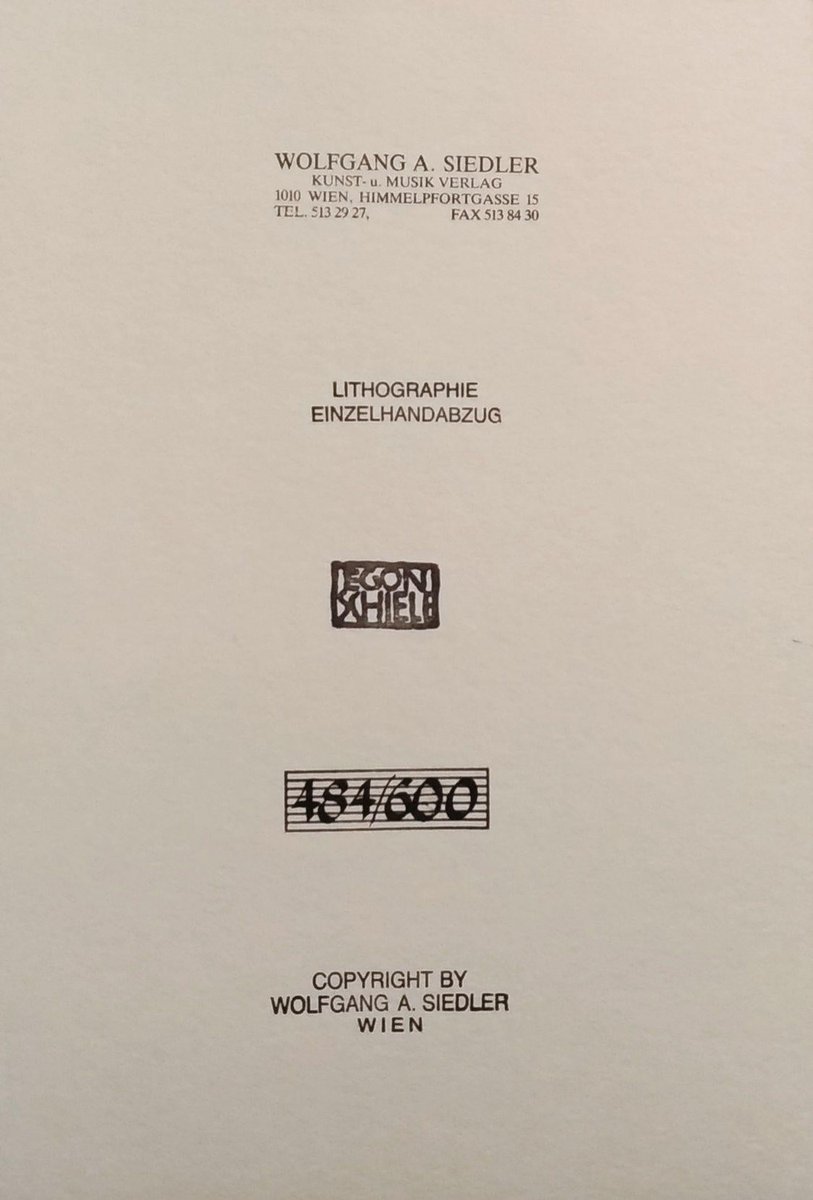 WOLFGANG A. SIEDLER
KUNST- u. MUSIK VERLAG
1010 WIEN, HIMMELPFORTGASSE 15
TEL. 513 29 27, FAX 513 84 30
LITHOGRAPHIE
EINZELHANDABZUG
EGON
SCHIELE
484/600
COPYRIGHT BY
WOLFGANG A. SIEDLER
WIEN